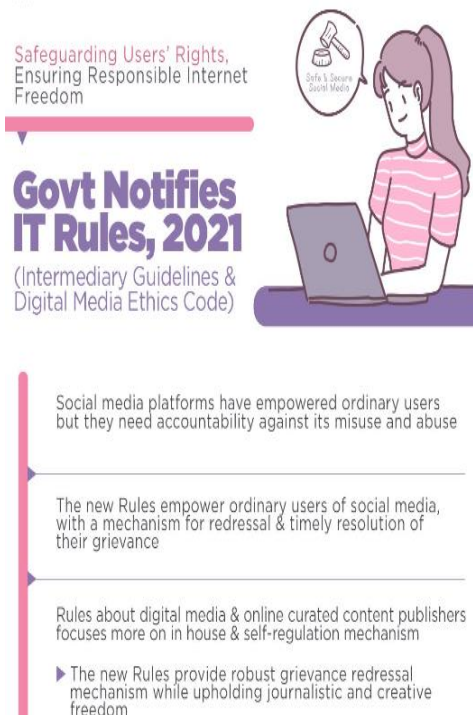 Safeguarding Users' Rights,
Ensuring Responsible Internet
Freedom
Safe & Secure
Social Media
Govt Notifies
IT Rules, 2021
(Intermediary Guidelines &
Digital Media Ethics Code)
Social media platforms have empowered ordinary users
but they need accountability against its misuse and abuse
The new Rules empower ordinary users of social media,
with a mechanism for redressal & timely resolution of
their grievance
Rules about digital media & online curated content publishers
focuses more on in house & self-regulation mechanism
The new Rules provide robust grievance redressal
mechanism while upholding journalistic and creative
freedom